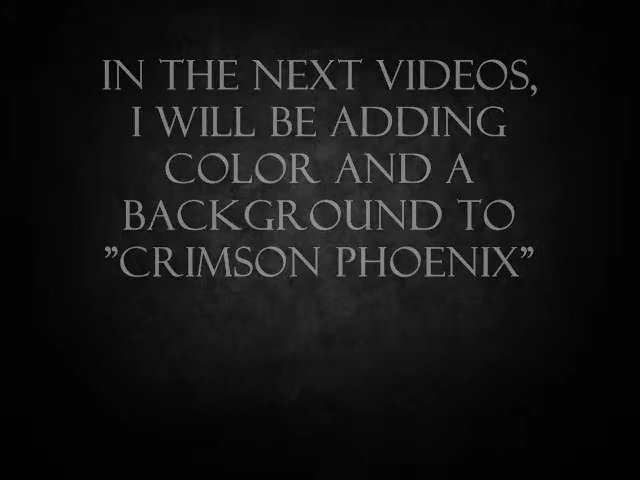 IN THE NEXT VIDEOS,
I WILL BE ADDING
COLOR AND A
BACKGROUND TO
”CRIMSON PHOENIX”